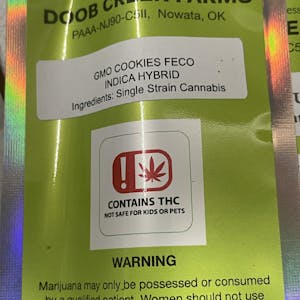 DOOB CREEK FARMS
PAAA-NJ90-C5II, Nowata, OK
GMO COOKIES FECO
INDICA HYBRID
Ingredients: Single Strain Cannabis
CONTAINS THC
NOT SAFE FOR KIDS OR PETS
WARNING
Marijuana may only be possessed or consumed
by a qualified patient. Women should not use